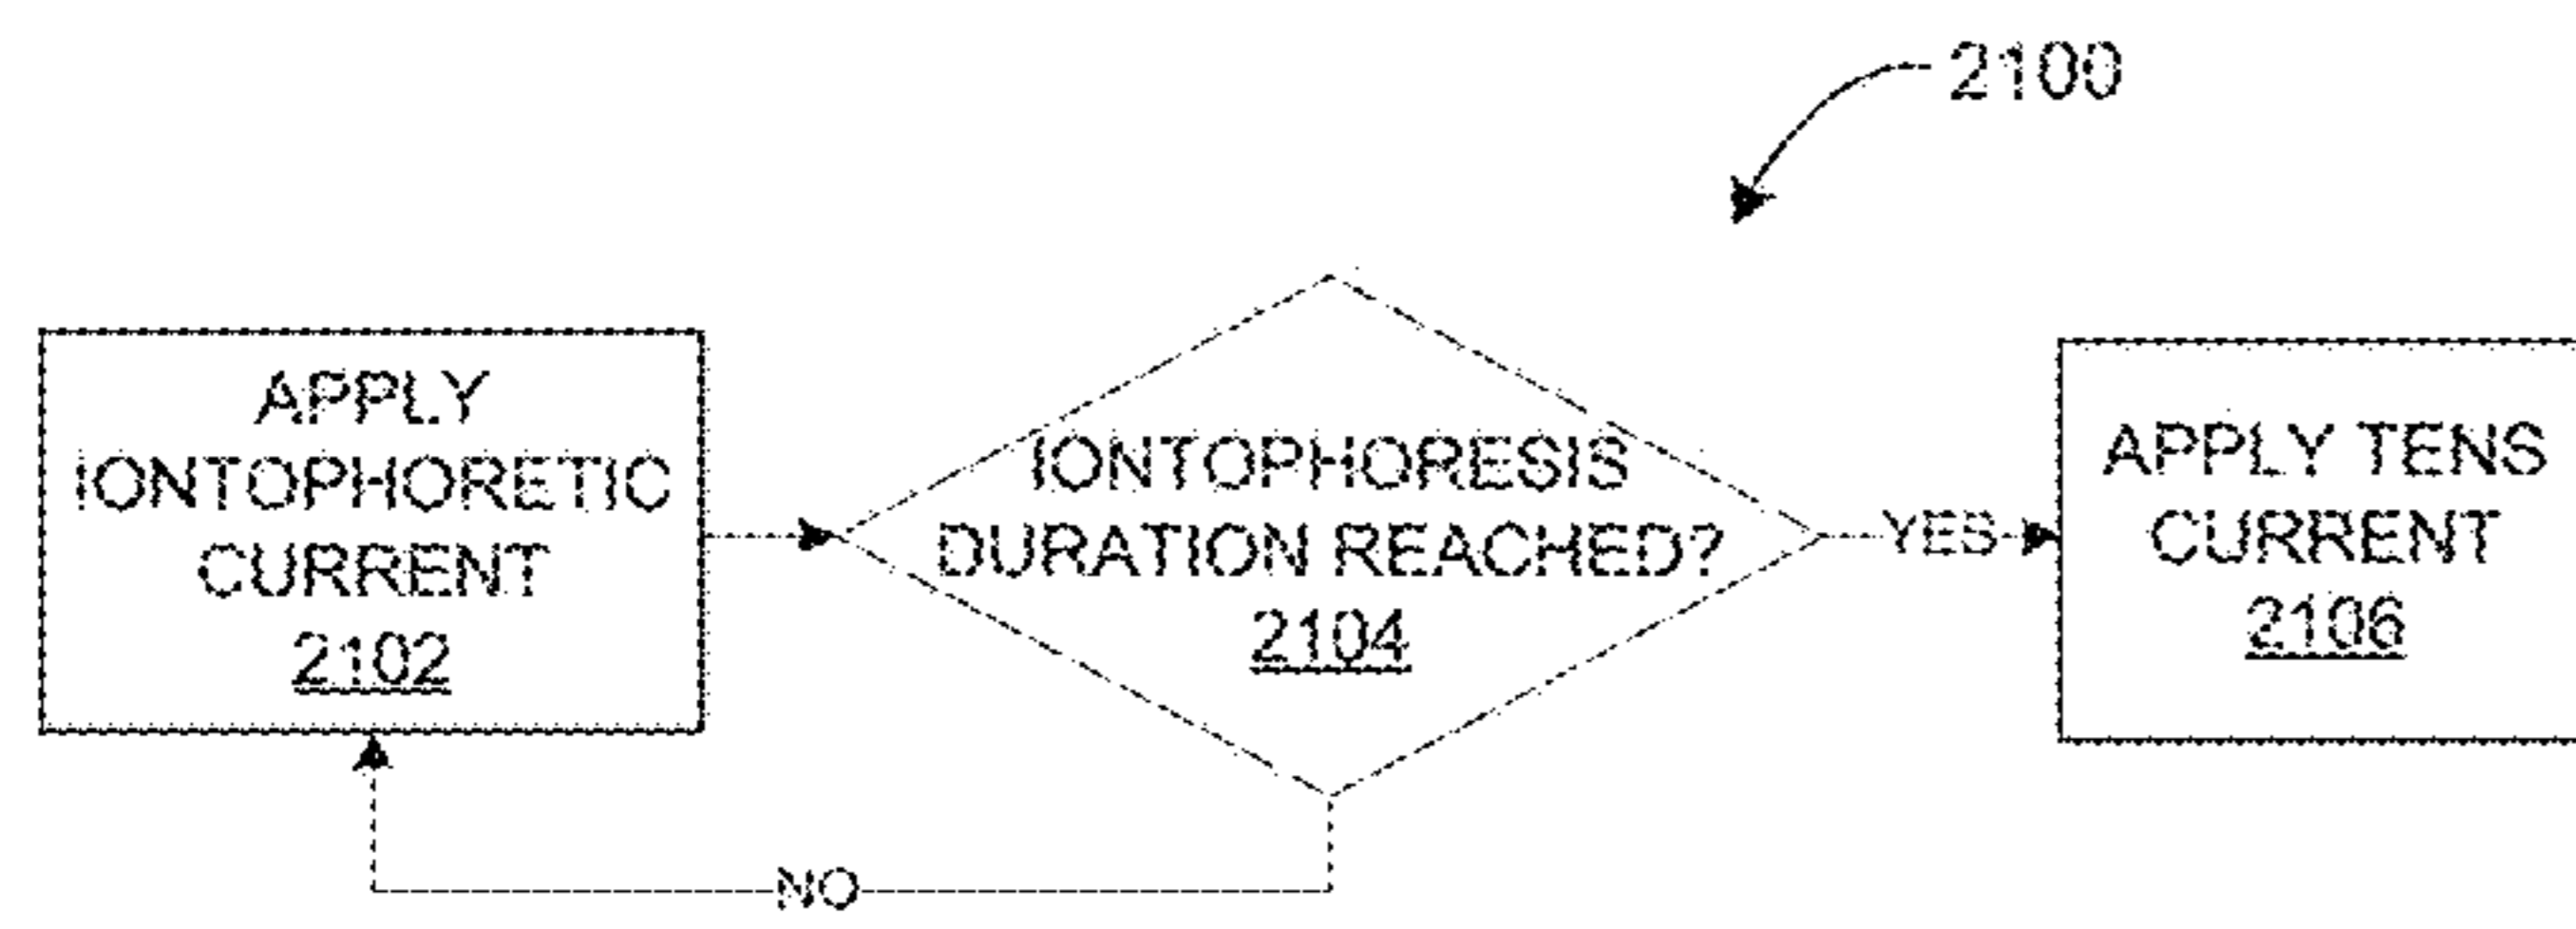 2100
APPLY
IONTOPHORETIC
CURRENT
2102
IONTOPHORESIS
DURATION REACHED?
2104
YES
APPLY TENS
CURRENT
2106
NO